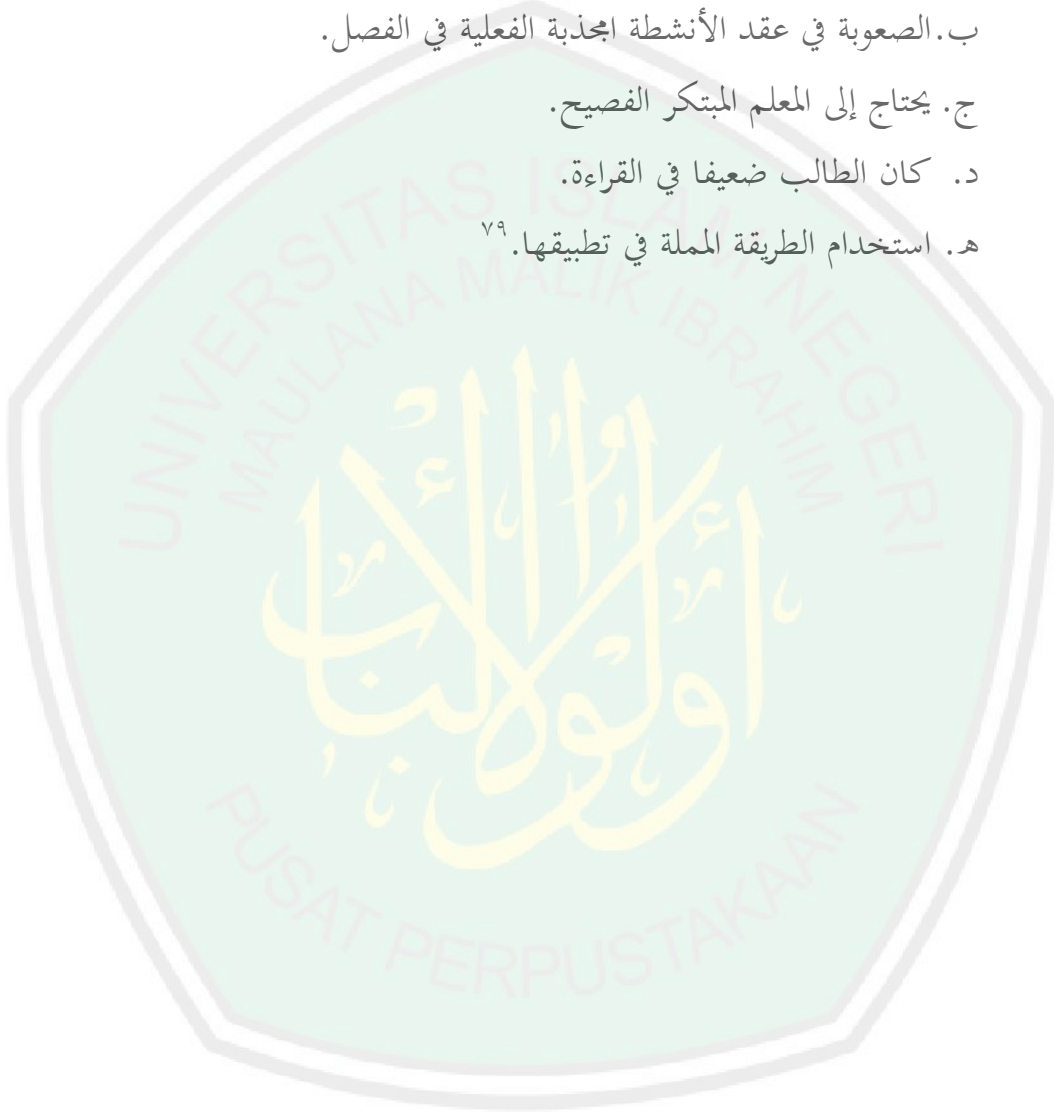 ب.الصعوبة في عقد الأنشطة امجذبة الفعلية في الفصل.
ج. يحتاج إلى المعلم المبتكر الفصيح.
د. كان الطالب ضعيفا في القراءة.
هـ. استخدام الطريقة المملة في تطبيقها.٧٩
UNIVERSITAS ISLAM NEGERI
MAULANA MALIK IBRAHIM
أولوا الألباب
PUSAT PERPUSTAKAAN